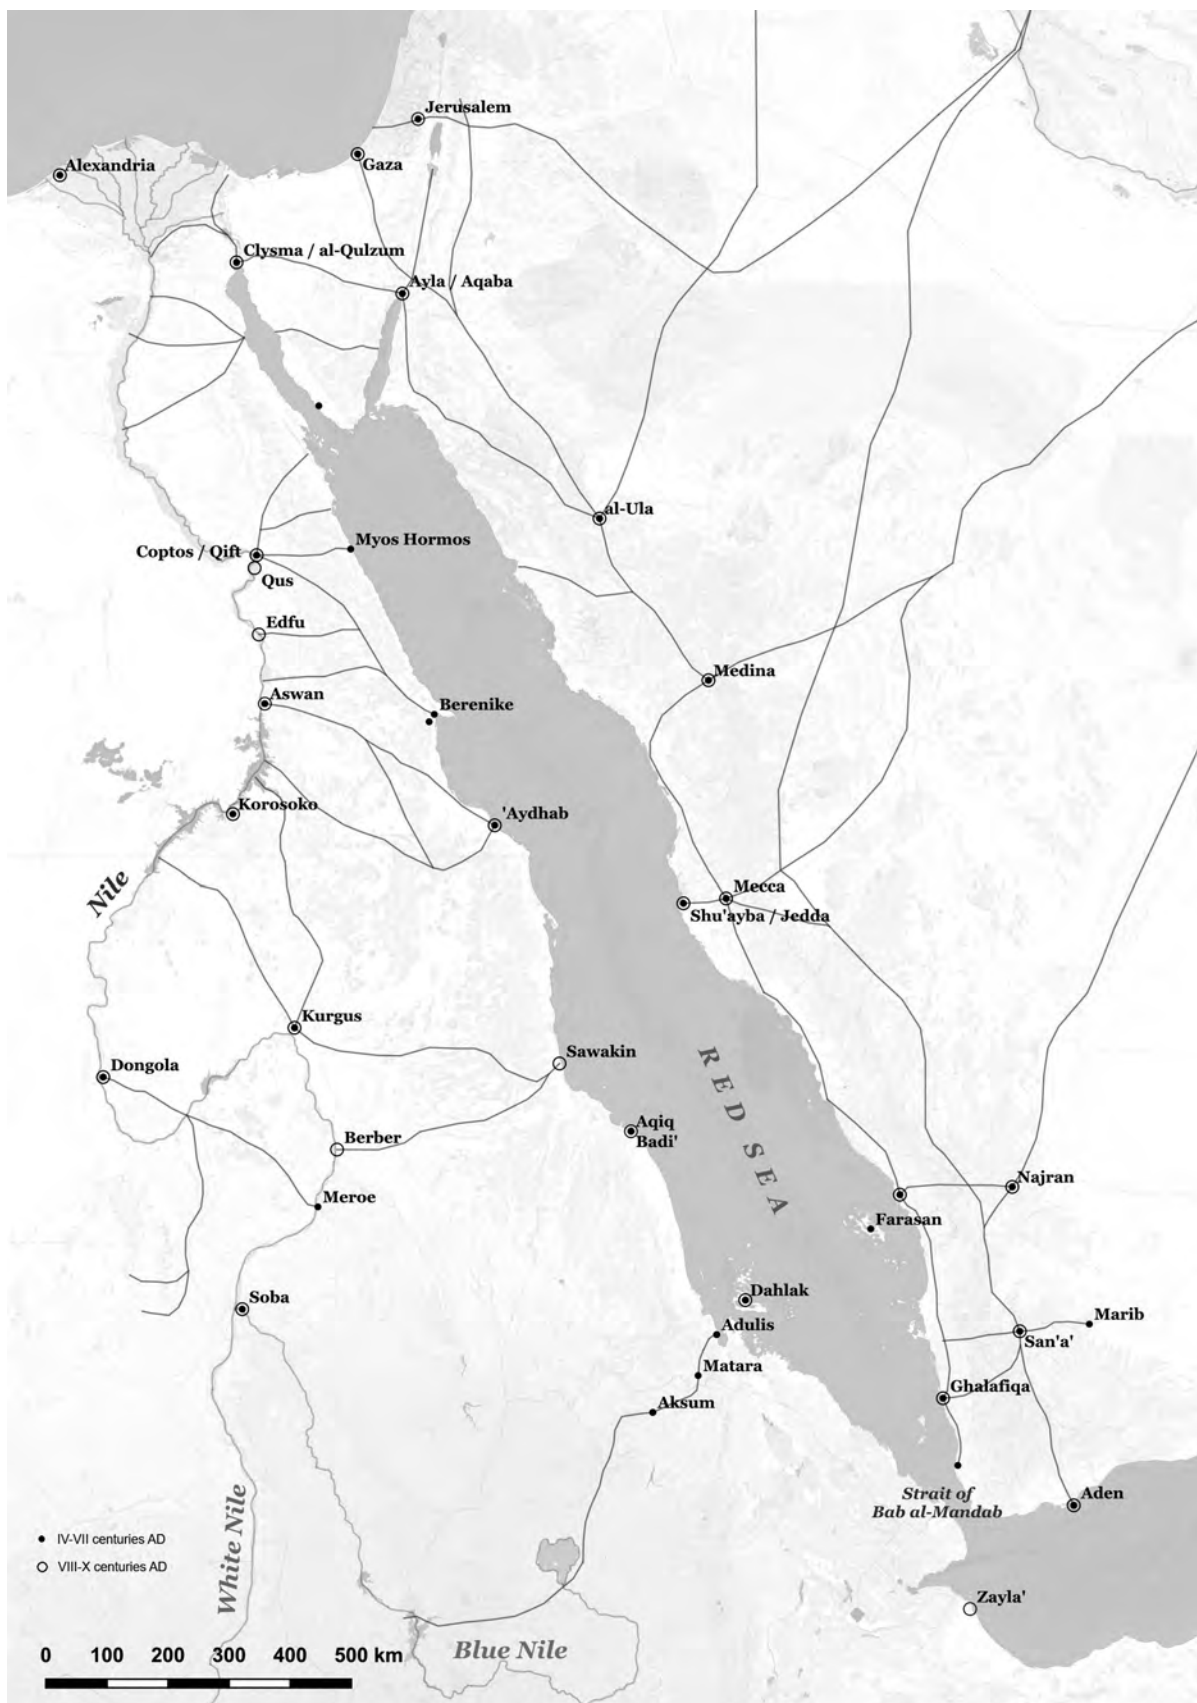 Jerusalem
Alexandria
Gaza
Clysma / al-Qulzum
Ayla / Aqaba
al-Ula
Coptos / Qift
Myos Hormos
Qus
Edfu
Medina
Aswan
Berenike
Korosoko
'Aydhab
Nile
Mecca
Shu'ayba / Jedda
Kurgus
Sawakin
RED SEA
Dongola
Aqiq
Badi'
Berber
Najran
Meroe
Farasan
Soba
Dahlak
Adulis
Marib
San'a'
Matara
Ghalafiqa
Aksum
Strait of
Bab al-Mandab
Aden
White Nile
IV-VII centuries AD
VIII-X centuries AD
Zayla'
Blue Nile
0 100 200 300 400 500 km